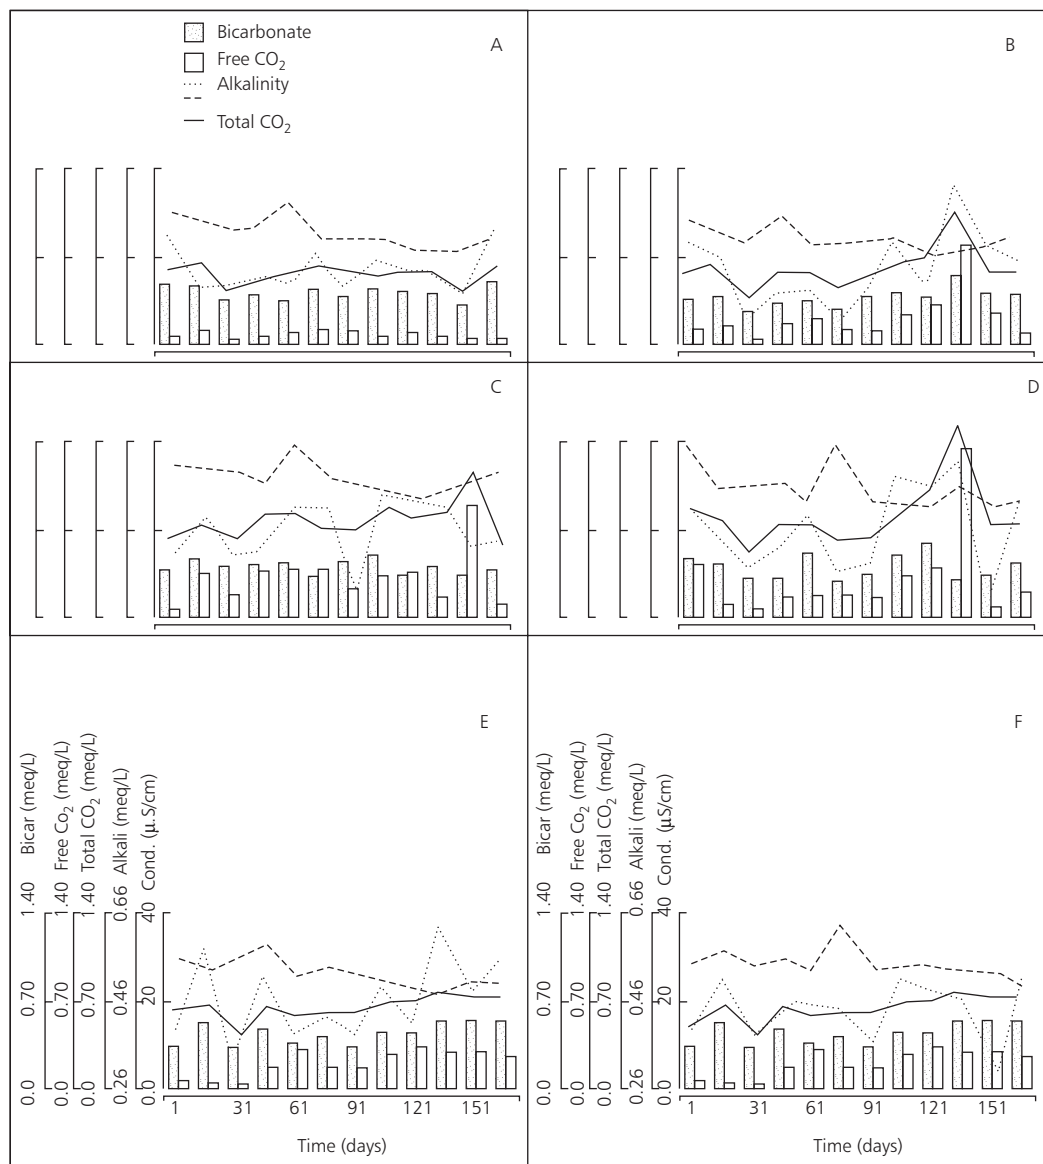 A
Bicarbonate
Free CO2
Alkalinity
Total CO2
B
C
D
E
Bicar (meq/L)
Free Co2 (meq/L)
Total CO2 (meq/L)
Alkali (meq/L)
Cond. (µS/cm)
1.40 1.40 1.40 0.66 40
0.70 0.70 0.70 0.46 20
0.0 0.0 0.0 0.26 0.0
1 31 61 91 121 151
Time (days)
F
Bicar (meq/L)
Free CO2 (meq/L)
Total CO2 (meq/L)
Alkali (meq/L)
Cond. (µS/cm)
1.40 1.40 1.40 0.66 40
0.70 0.70 0.70 0.46 20
0.0 0.0 0.0 0.26 0.0
1 31 61 91 121 151
Time (days)